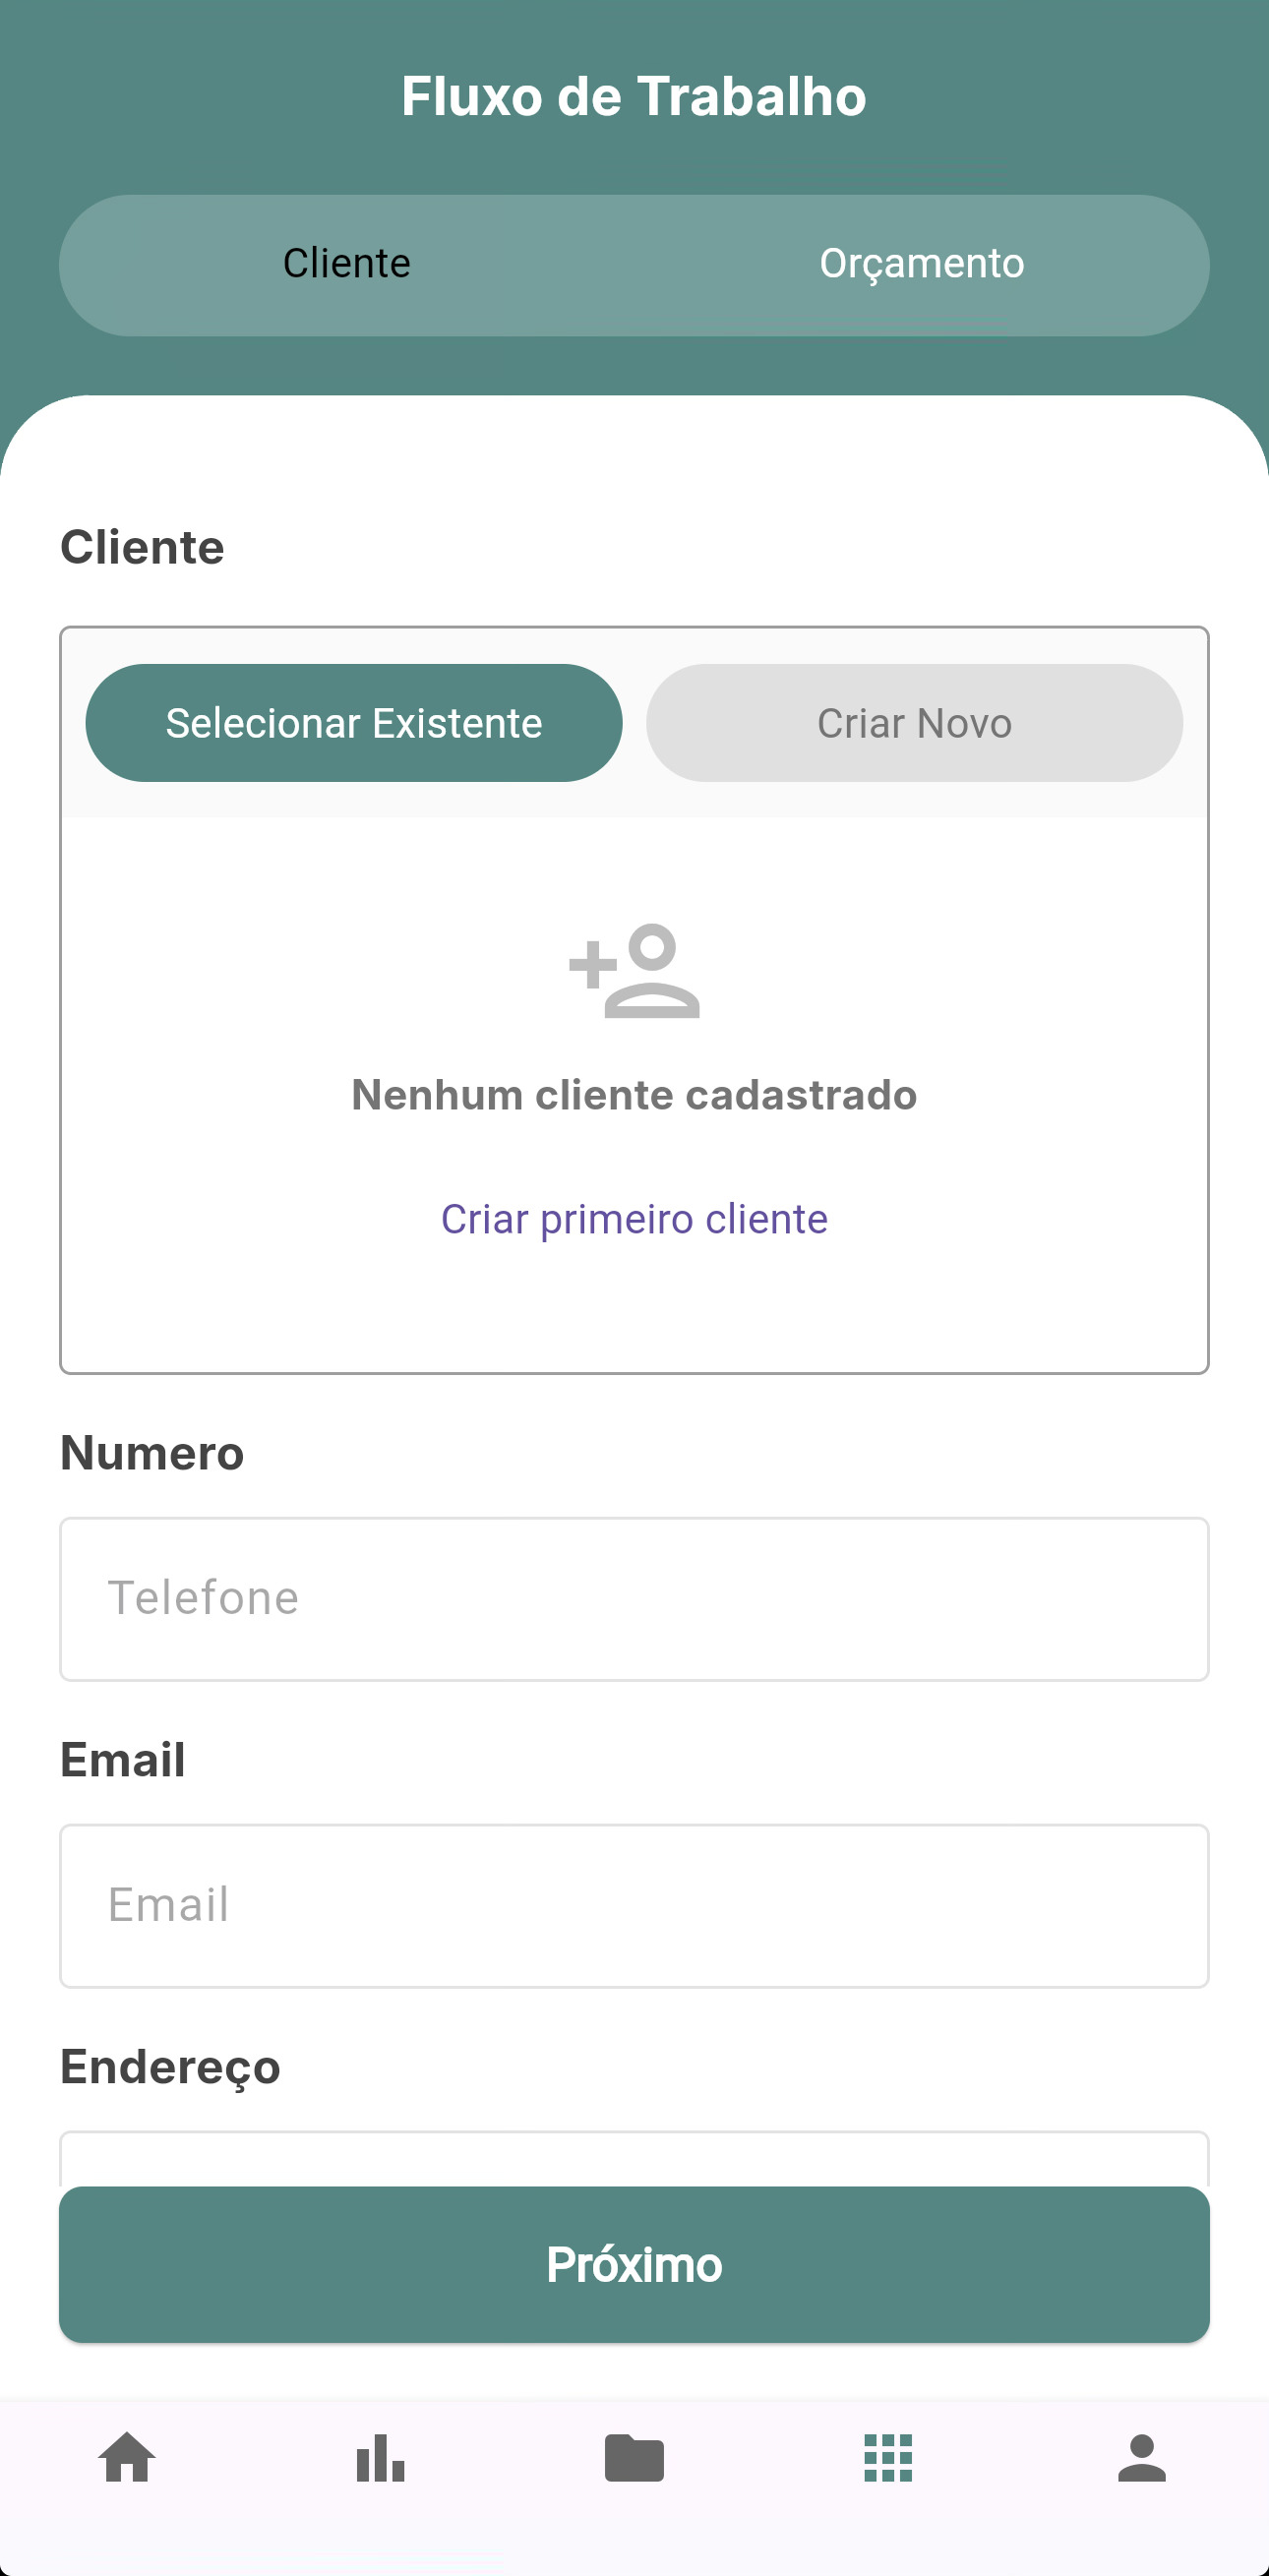 Fluxo de Trabalho
Cliente
Orçamento
Cliente
Selecionar Existente
Criar Novo
Nenhum cliente cadastrado
Criar primeiro cliente
Numero
Telefone
Email
Email
Endereço
Próximo